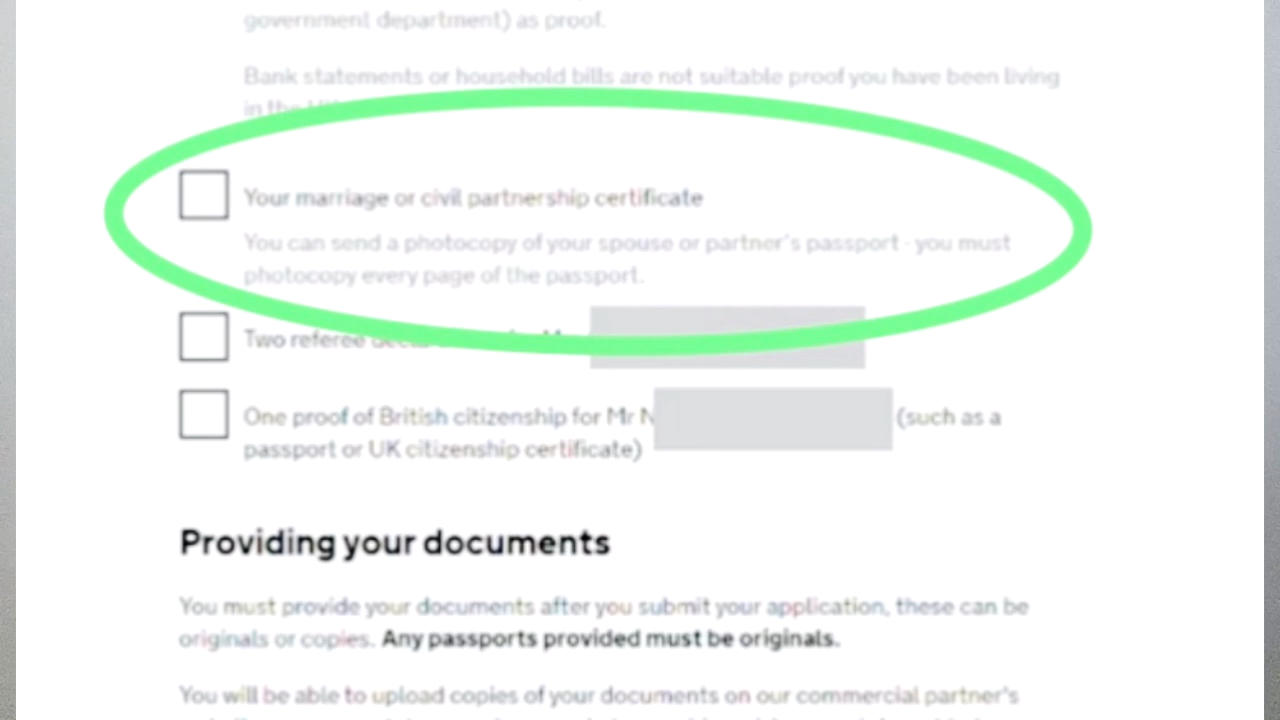 government department) as proof.
Bank statements or household bills are not suitable proof you have been living
in the
Your marriage or civil partnership certificate
You can send a photocopy of your spouse or partner's passport - you must
photocopy every page of the passport.
Two referee
One proof of British citizenship for Mr N (such as a
passport or UK citizenship certificate)
Providing your documents
You must provide your documents after you submit your application, these can be
originals or copies. Any passports provided must be originals.
You will be able to upload copies of your documents on our commercial partner's